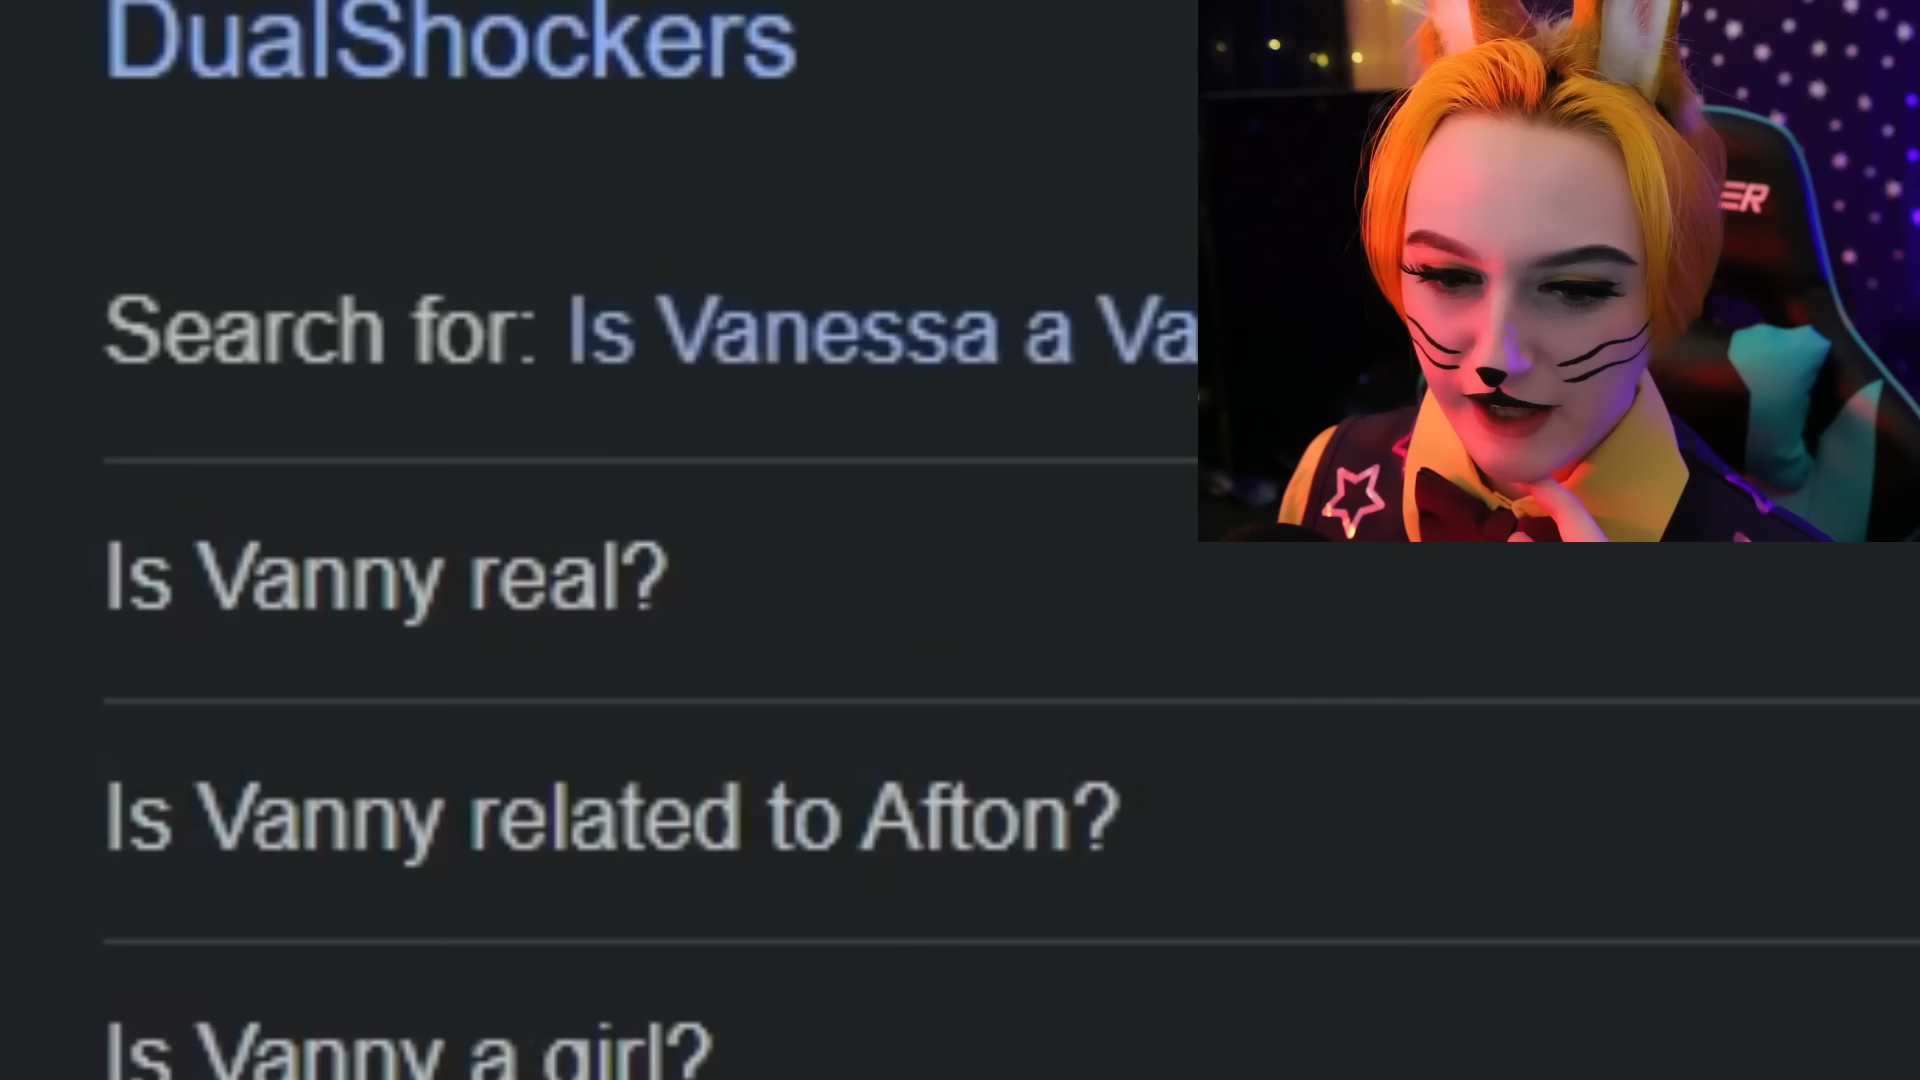 DualShockers
Search for: Is Vanessa a Va
ER
Is Vanny real?
Is Vanny related to Afton?
Is Vanny a girl?